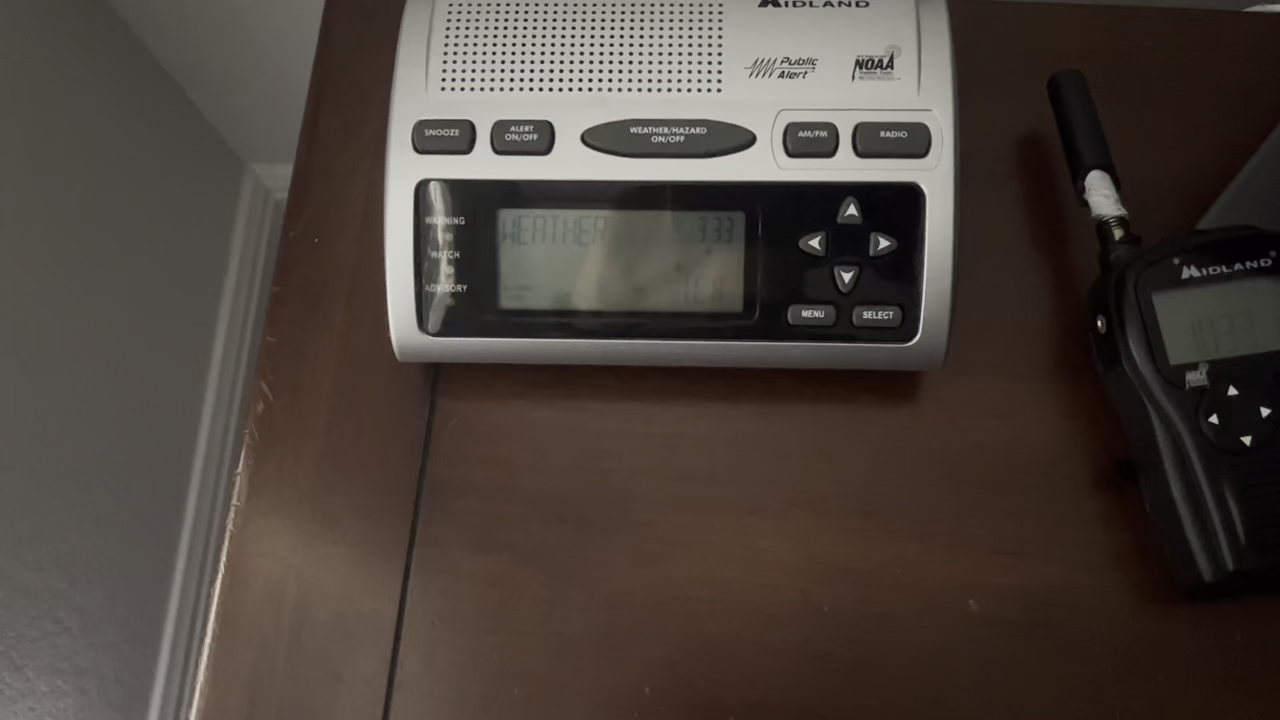 MIDLAND
Public
Alert
NOAA
SNOOZE
ALERT
ON/OFF
WEATHER/HAZARD
ON/OFF
AM/FM
RADIO
WARNING
WATCH
ADVISORY
WEATHER 3:33
MENU
SELECT
MIDLAND